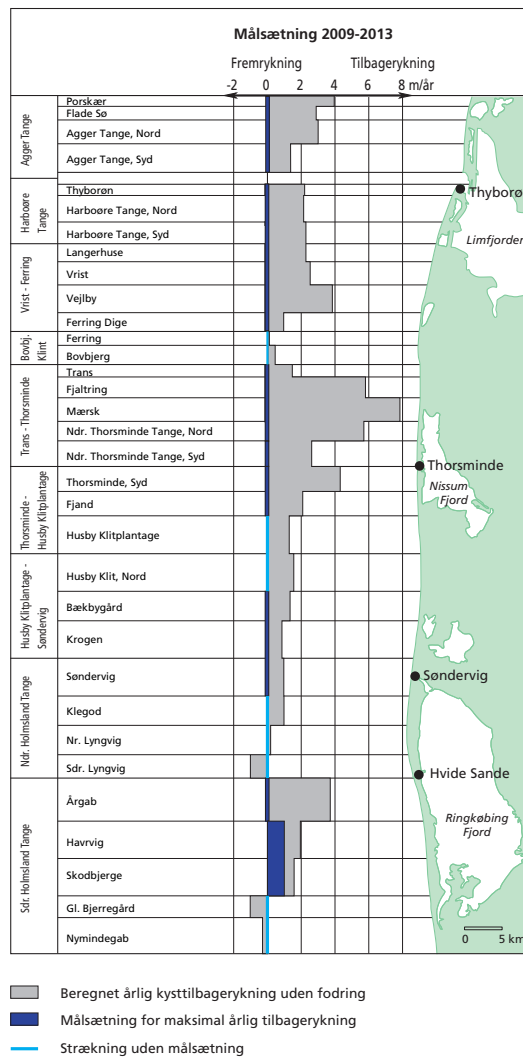 Målsætning 2009-2013
Fremrykning Tilbagerykning
-2 0 2 4 6 8 m/år
Agger Tange
Porskær
Flade Sø
Agger Tange, Nord
Agger Tange, Syd
Harboøre
Tange
Thyborøn
Harboøre Tange, Nord
Harboøre Tange, Syd
Vrist - Ferring
Langerhuse
Vrist
Vejlby
Ferring Dige
Bovbj.
Klint
Ferring
Bovbjerg
Trans - Thorsminde
Trans
Fjaltring
Mærsk
Ndr. Thorsminde Tange, Nord
Ndr. Thorsminde Tange, Syd
Thorsminde -
Husby Klitplantage
Thorsminde, Syd
Fjand
Husby Klitplantage
Husby Klitplantage -
Søndervig
Husby Klit, Nord
Bækbygård
Krogen
Ndr. Holmsland Tange
Søndervig
Klegod
Nr. Lyngvig
Sdr. Lyngvig
Sdr. Holmsland Tange
Årgab
Havrvig
Skodbjerge
Gl. Bjerregård
Nymindegab
Thyborø
Limfjorden
Thorsminde
Nissum
Fjord
Søndervig
Hvide Sande
Ringkøbing
Fjord
0 5 km
Beregnet årlig kysttilbagerykning uden fodring
Målsætning for maksimal årlig tilbagerykning
Strækning uden målsætning